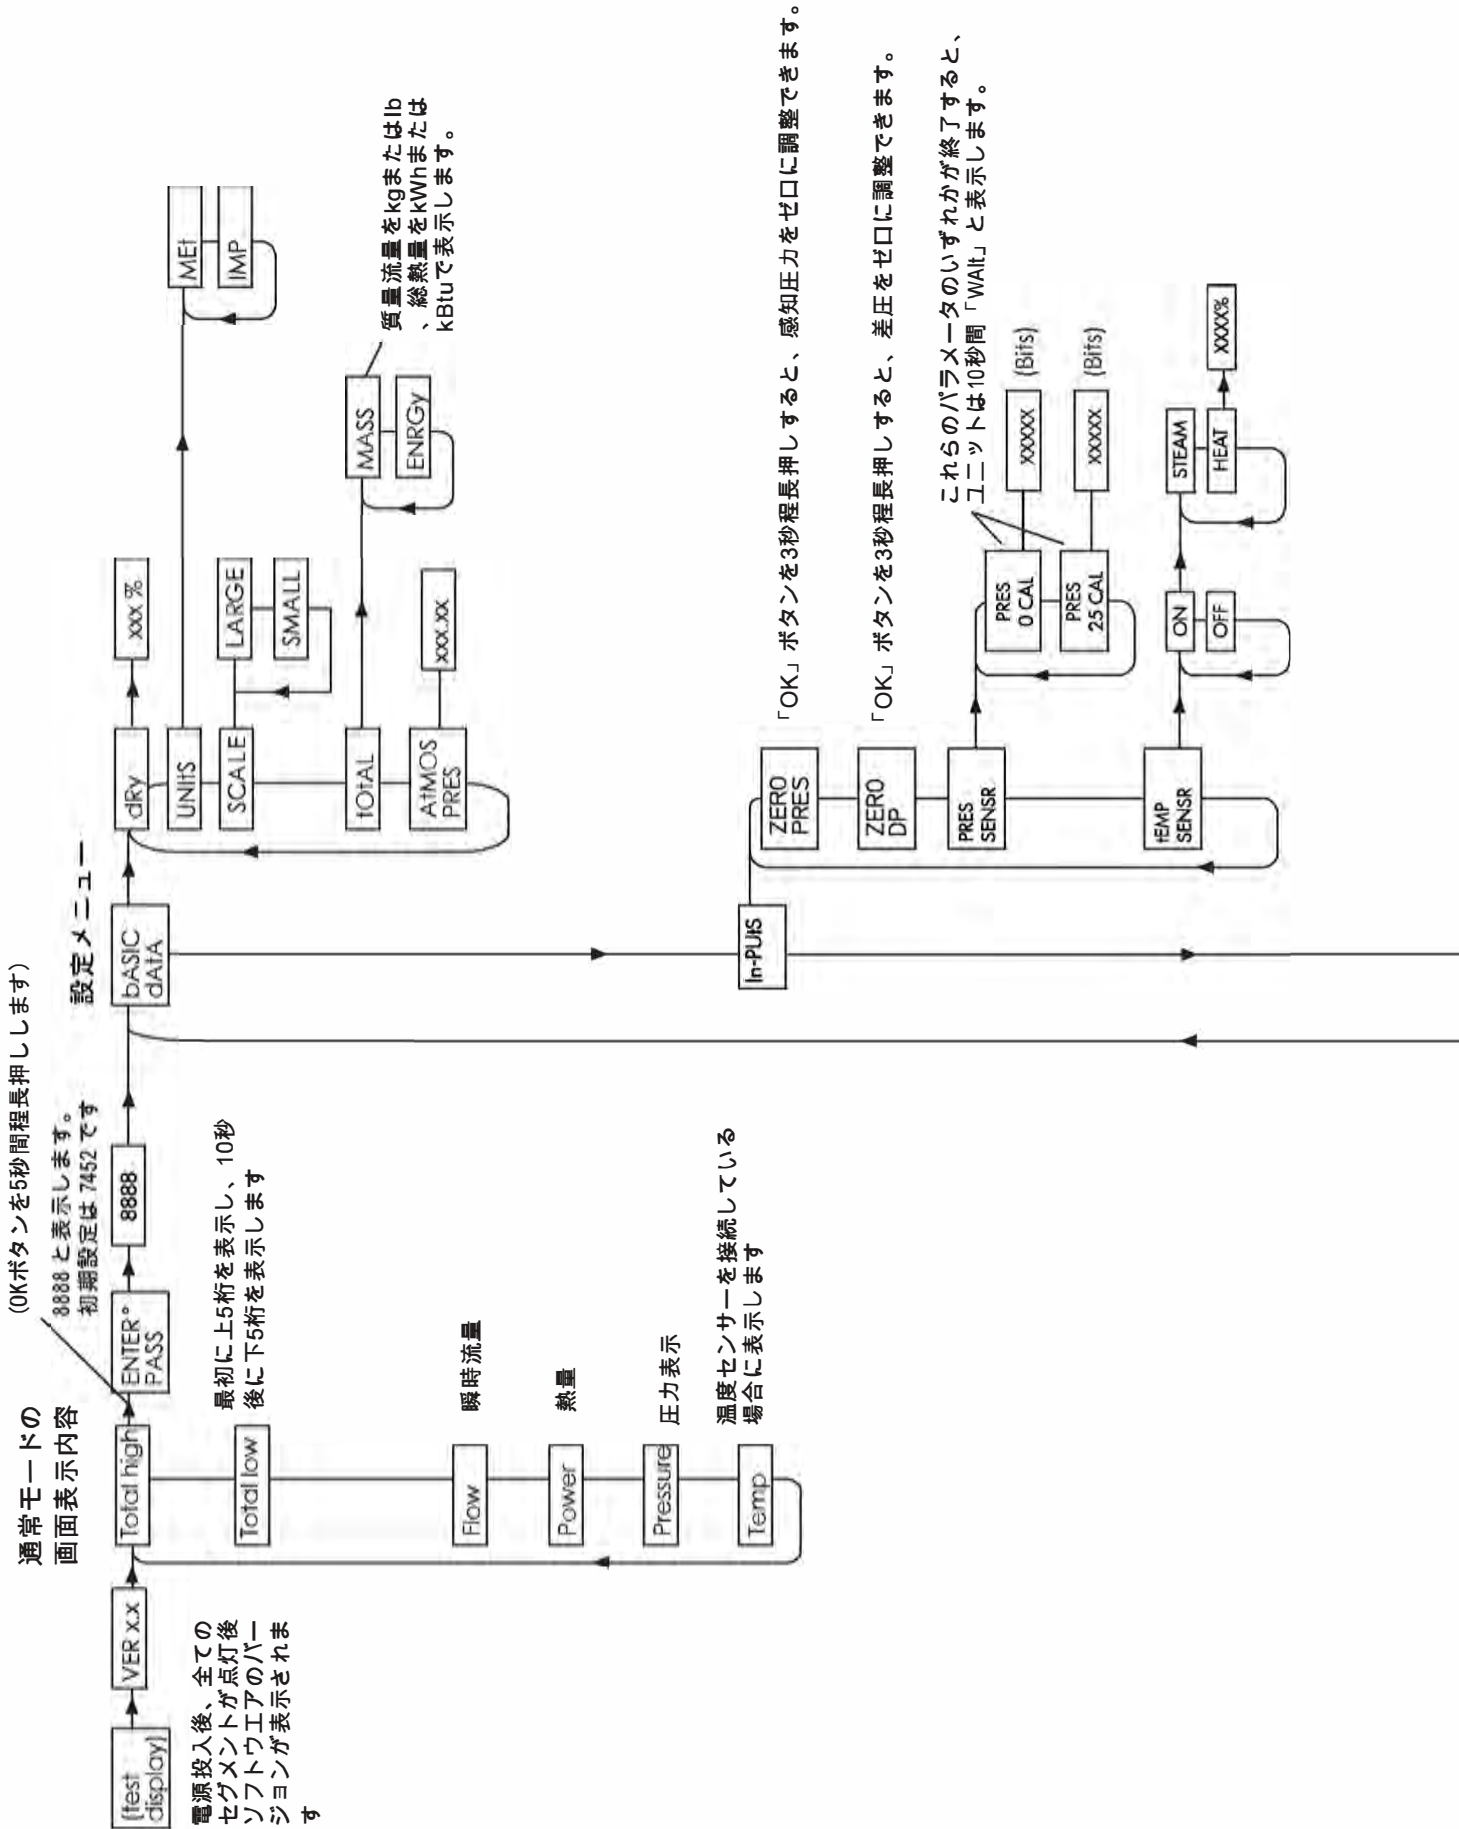 通常モードの
画面表示内容
(OKボタンを5秒間程長押しします)
8888 と表示します。
初期設定は 7452 です
設定メニュー
(test
display)
VER x.x
Total high
ENTER°
PASS
8888
bASIC
dAtA
dRy
xxx %
電源投入後、全ての
セグメントが点灯後
ソフトウエアのバー
ジョンが表示されま
す
Total low
最初に上5桁を表示し、10秒
後に下5桁を表示します
Flow
瞬時流量
Power
熱量
Pressure
圧力表示
Temp
温度センサーを接続している
場合に表示します
UNItS
MEt
IMP
SCALE
LARGE
SMALL
tOtAL
MASS
ENRGy
質量流量をkgまたはlb
、総熱量をkWhまたは
kBtuで表示します。
AtMOS
PRES
xxx.xx
In-PUtS
ZERO
PRES
「OK」ボタンを3秒程長押しすると、感知圧力をゼロに調整できます。
ZERO
DP
「OK」ボタンを3秒程長押しすると、差圧をゼロに調整できます。
PRES
SENSR
PRES
0 CAL
xxxxx
(Bits)
PRES
25 CAL
xxxxx
(Bits)
これらのパラメータのいずれかが終了すると、
ユニットは10秒間「WAIt」と表示します。
tEMP
SENSR
ON
OFF
STEAM
HEAT
xxxx%